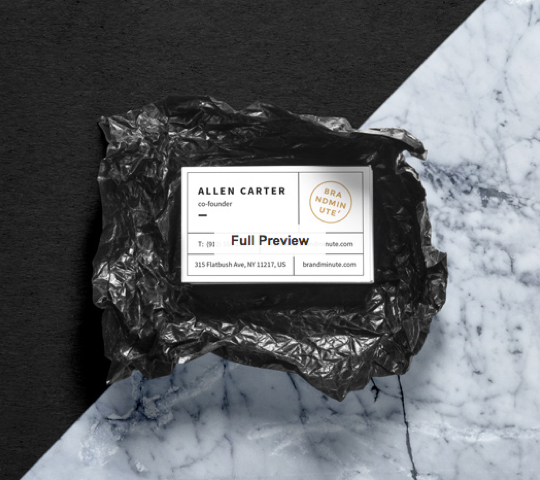 ALLEN CARTER
co-founder
BRA
NDMIN
UTE'
T: (91
Full Preview
nute.com
315 Flatbush Ave, NY 11217, US
brandminute.com